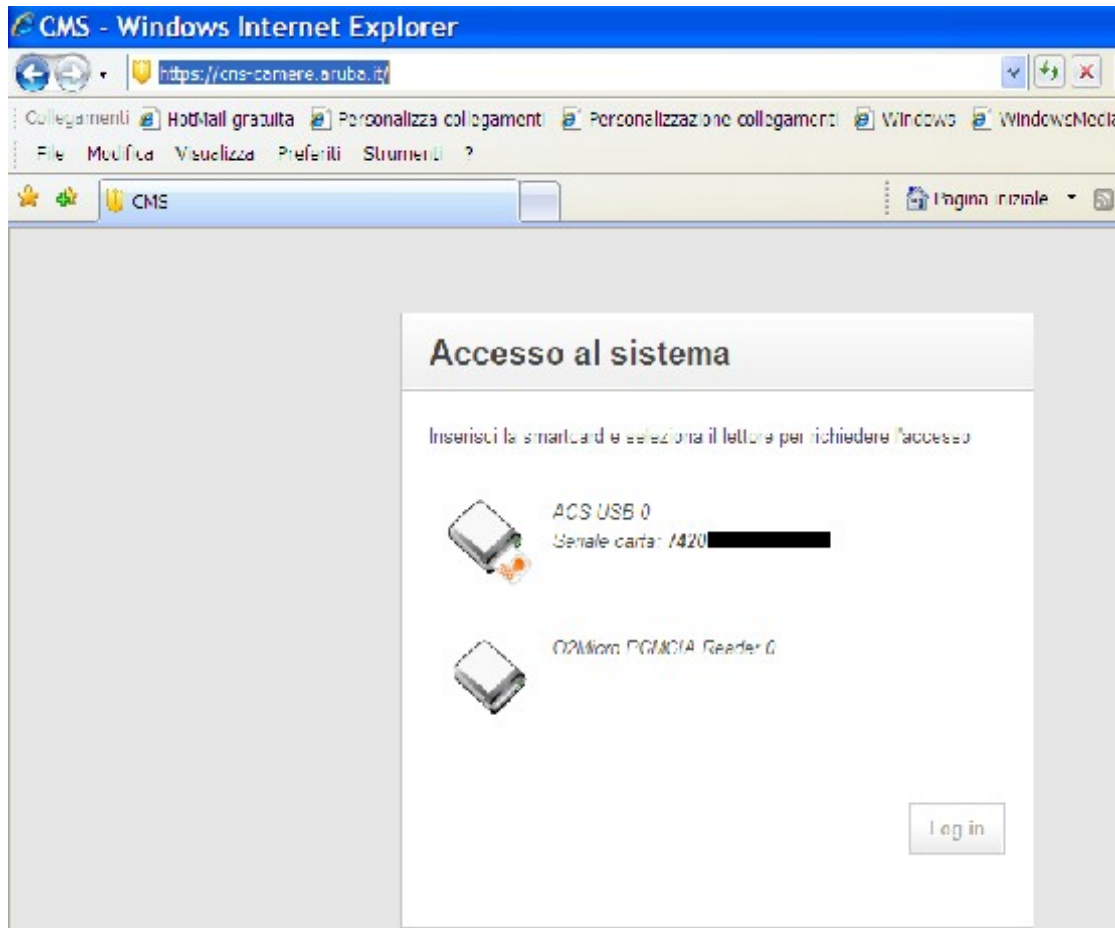 CMS - Windows Internet Explorer
https://cns-camere.aruba.it/
Collegamenti HotMail gratuita Personalizza collegamenti Personalizzazione collegamenti Windows WindowsMedia
File Modifica Visualizza Preferiti Strumenti ?
CMS Pagina iniziale
Accesso al sistema
Inserisci la smartcard e seleziona il lettore per richiedere l'accesso
ACS USB 0
Seriale carta: 7420
O2Micro PCMCIA Reader 0
Log in